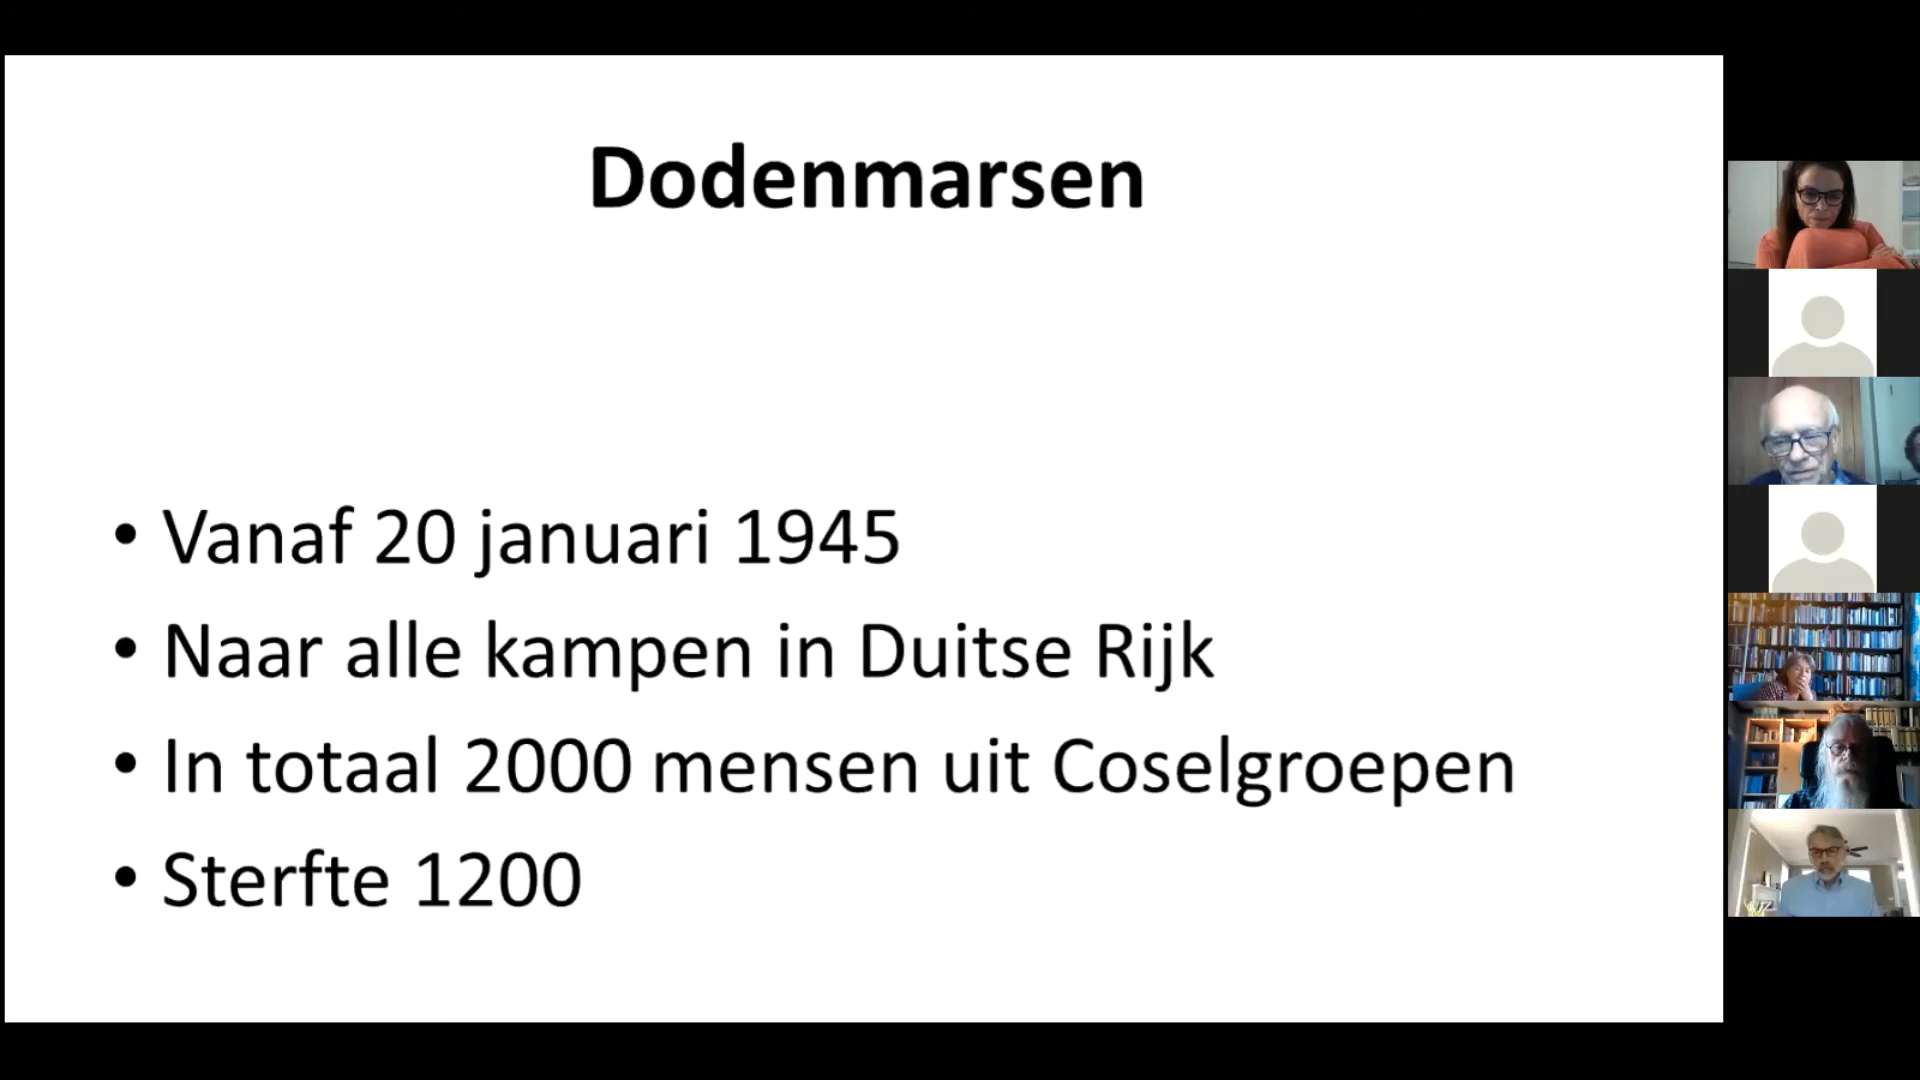 Dodenmarsen
• Vanaf 20 januari 1945
• Naar alle kampen in Duitse Rijk
• In totaal 2000 mensen uit Coselgroepen
• Sterfte 1200